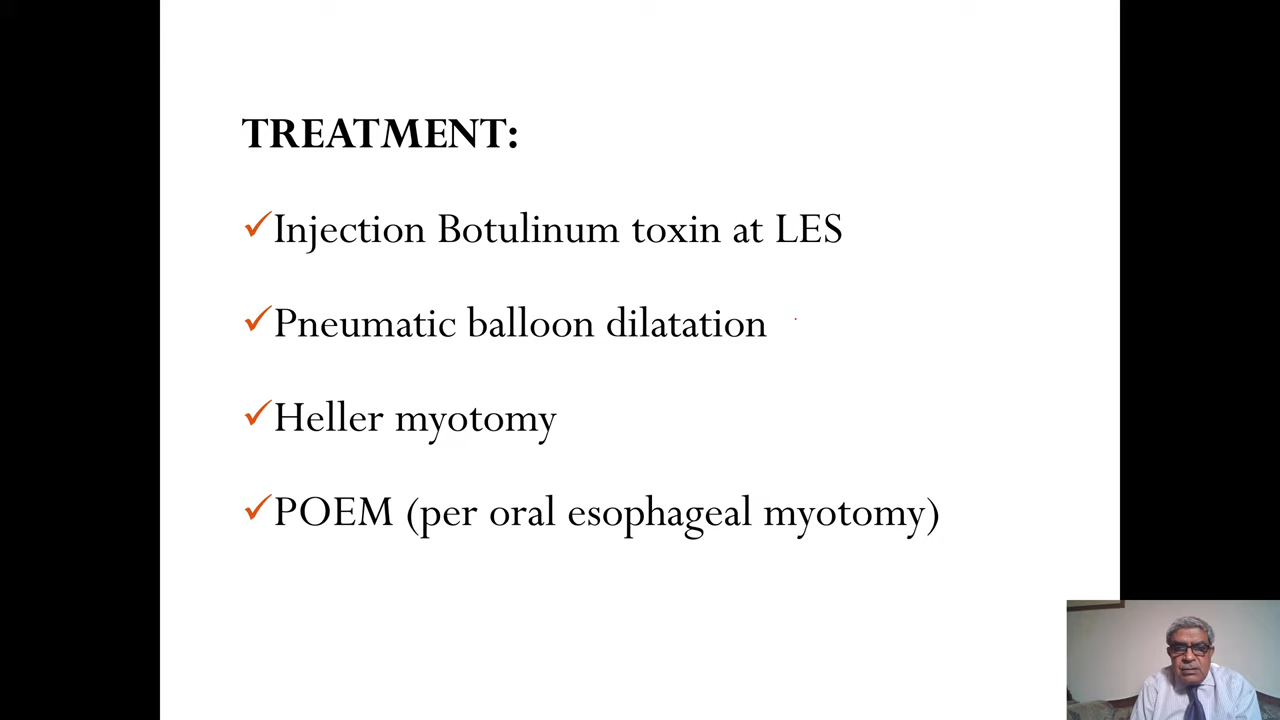 TREATMENT:
✓Injection Botulinum toxin at LES
✓Pneumatic balloon dilatation
✓Heller myotomy
✓POEM (per oral esophageal myotomy)